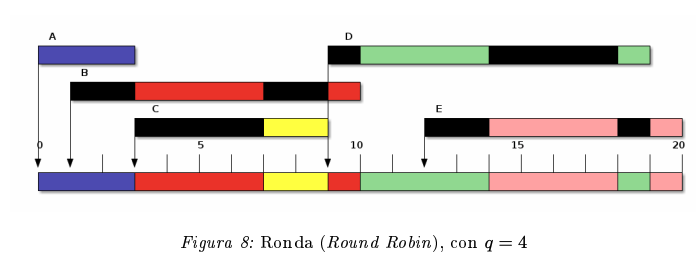 A
D
B
C
E
0
5
10
15
20
Figura 8: Ronda (Round Robin), con q = 4